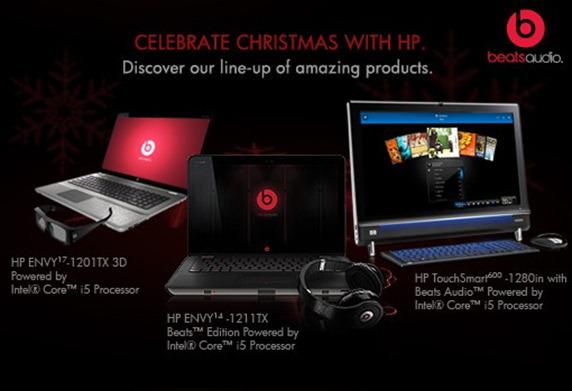 CELEBRATE CHRISTMAS WITH HP.
Discover our line-up of amazing products.
beatsaudio.
HP ENVY¹⁷-1201TX 3D
Powered by
Intel® Core™ i5 Processor
HP ENVY¹⁴ -1211TX
Beats™ Edition Powered by
Intel® Core™ i5 Processor
HP TouchSmart⁶⁰⁰ -1280in with
Beats Audio™ Powered by
Intel® Core™ i5 Processor